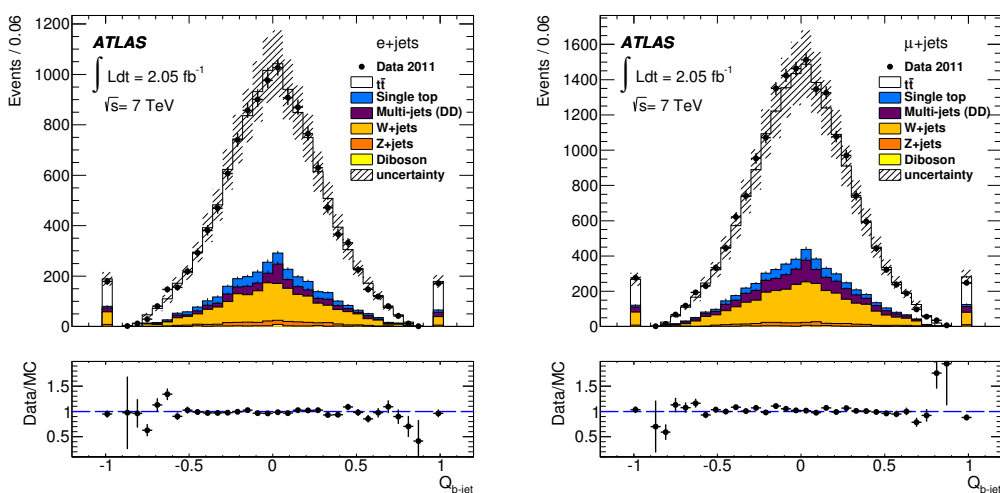 Events / 0.06
1200
1000
800
600
400
200
0
ATLAS
∫ Ldt = 2.05 fb⁻¹
√s= 7 TeV
e+jets
Data 2011
tt̄
Single top
Multi-jets (DD)
W+jets
Z+jets
Diboson
uncertainty
Data/MC
1.5
1
0.5
-1
-0.5
0
0.5
1
Q b-jet
Events / 0.06
1600
1400
1200
1000
800
600
400
200
0
ATLAS
∫ Ldt = 2.05 fb⁻¹
√s= 7 TeV
μ+jets
Data 2011
tt̄
Single top
Multi-jets (DD)
W+jets
Z+jets
Diboson
uncertainty
Data/MC
1.5
1
0.5
-1
-0.5
0
0.5
1
Q b-jet